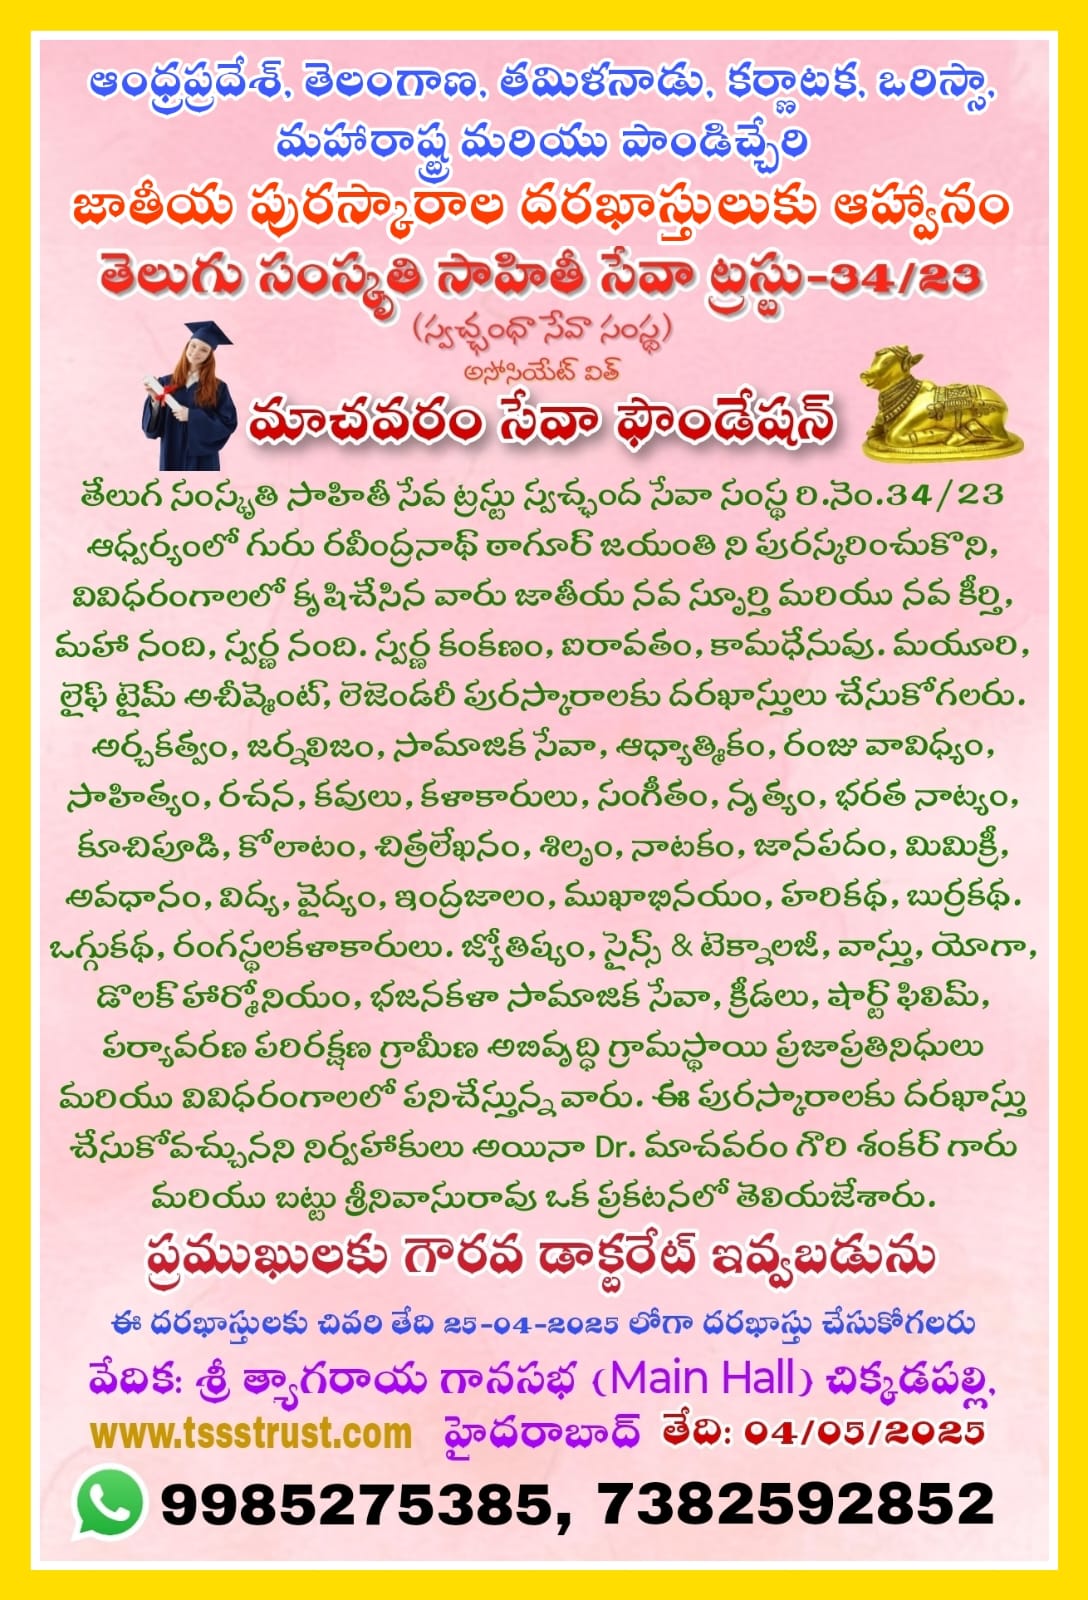 ఆంధ్రప్రదేశ్, తెలంగాణ, తమిళనాడు, కర్ణాటక, ఒరిస్సా,
మహారాష్ట్ర మరియు పాండిచ్చేరి
జాతీయ పురస్కారాల దరఖాస్తులుకు ఆహ్వానం
తెలుగు సంస్కృతి సాహితీ సేవా ట్రస్టు-34/23
(స్వచ్ఛంధా సేవా సంస్థ)
అసోసియేట్ విత్
మాచవరం సేవా ఫౌండేషన్
తేలుగ సంస్కృతి సాహితీ సేవ ట్రస్టు స్వచ్ఛంద సేవా సంస్థ రి.నెం.34/23
ఆధ్వర్యంలో గురు రవీంద్రనాథ్ ఠాగూర్ జయంతి ని పురస్కరించుకొని,
వివిధరంగాలలో కృషిచేసిన వారు జాతీయ నవ స్ఫూర్తి మరియు నవ కీర్తి,
మహా నంది, స్వర్ణ నంది. స్వర్ణ కంకణం, ఐరావతం, కామధేనువు. మయూరి,
లైఫ్ టైమ్ అచీవ్మెంట్, లెజెండరీ పురస్కారాలకు దరఖాస్తులు చేసుకోగలరు.
అర్చకత్వం, జర్నలిజం, సామాజిక సేవా, ఆధ్యాత్మికం, రంజు వావిధ్యం,
సాహిత్యం, రచన, కవులు, కళాకారులు, సంగీతం, నృత్యం, భరత నాట్యం,
కూచిపూడి, కోలాటం, చిత్రలేఖనం, శిల్పం, నాటకం, జానపదం, మిమిక్రీ,
అవధానం, విద్య, వైద్యం, ఇంద్రజాలం, ముఖాభినయం, హరికథ, బుర్రకథ.
ఒగ్గుకథ, రంగస్థలకళాకారులు. జ్యోతిష్యం, సైన్స్ & టెక్నాలజీ, వాస్తు, యోగా,
డొలక్ హార్మోనియం, భజనకళా సామాజిక సేవా, క్రీడలు, షార్ట్ ఫిలిమ్,
పర్యావరణ పరిరక్షణ గ్రామీణ అబివృద్ధి గ్రామస్థాయి ప్రజాప్రతినిధులు
మరియు వివిధరంగాలలో పనిచేస్తున్న వారు. ఈ పురస్కారాలకు దరఖాస్తు
చేసుకోవచ్చునని నిర్వహకులు అయినా Dr. మాచవరం గౌరి శంకర్ గారు
మరియు బట్టు శ్రీనివాసురావు ఒక ప్రకటనలో తెలియజేశారు.
ప్రముఖులకు గౌరవ డాక్టరేట్ ఇవ్వబడును
ఈ దరఖాస్తులకు చివరి తేది 25-04-2025 లోగా దరఖాస్తు చేసుకోగలరు
వేదిక: శ్రీ త్యాగరాయ గానసభ (Main Hall) చిక్కడపల్లి,
www.tssstrust.com హైదరాబాద్ తేది: 04/05/2025
9985275385, 7382592852